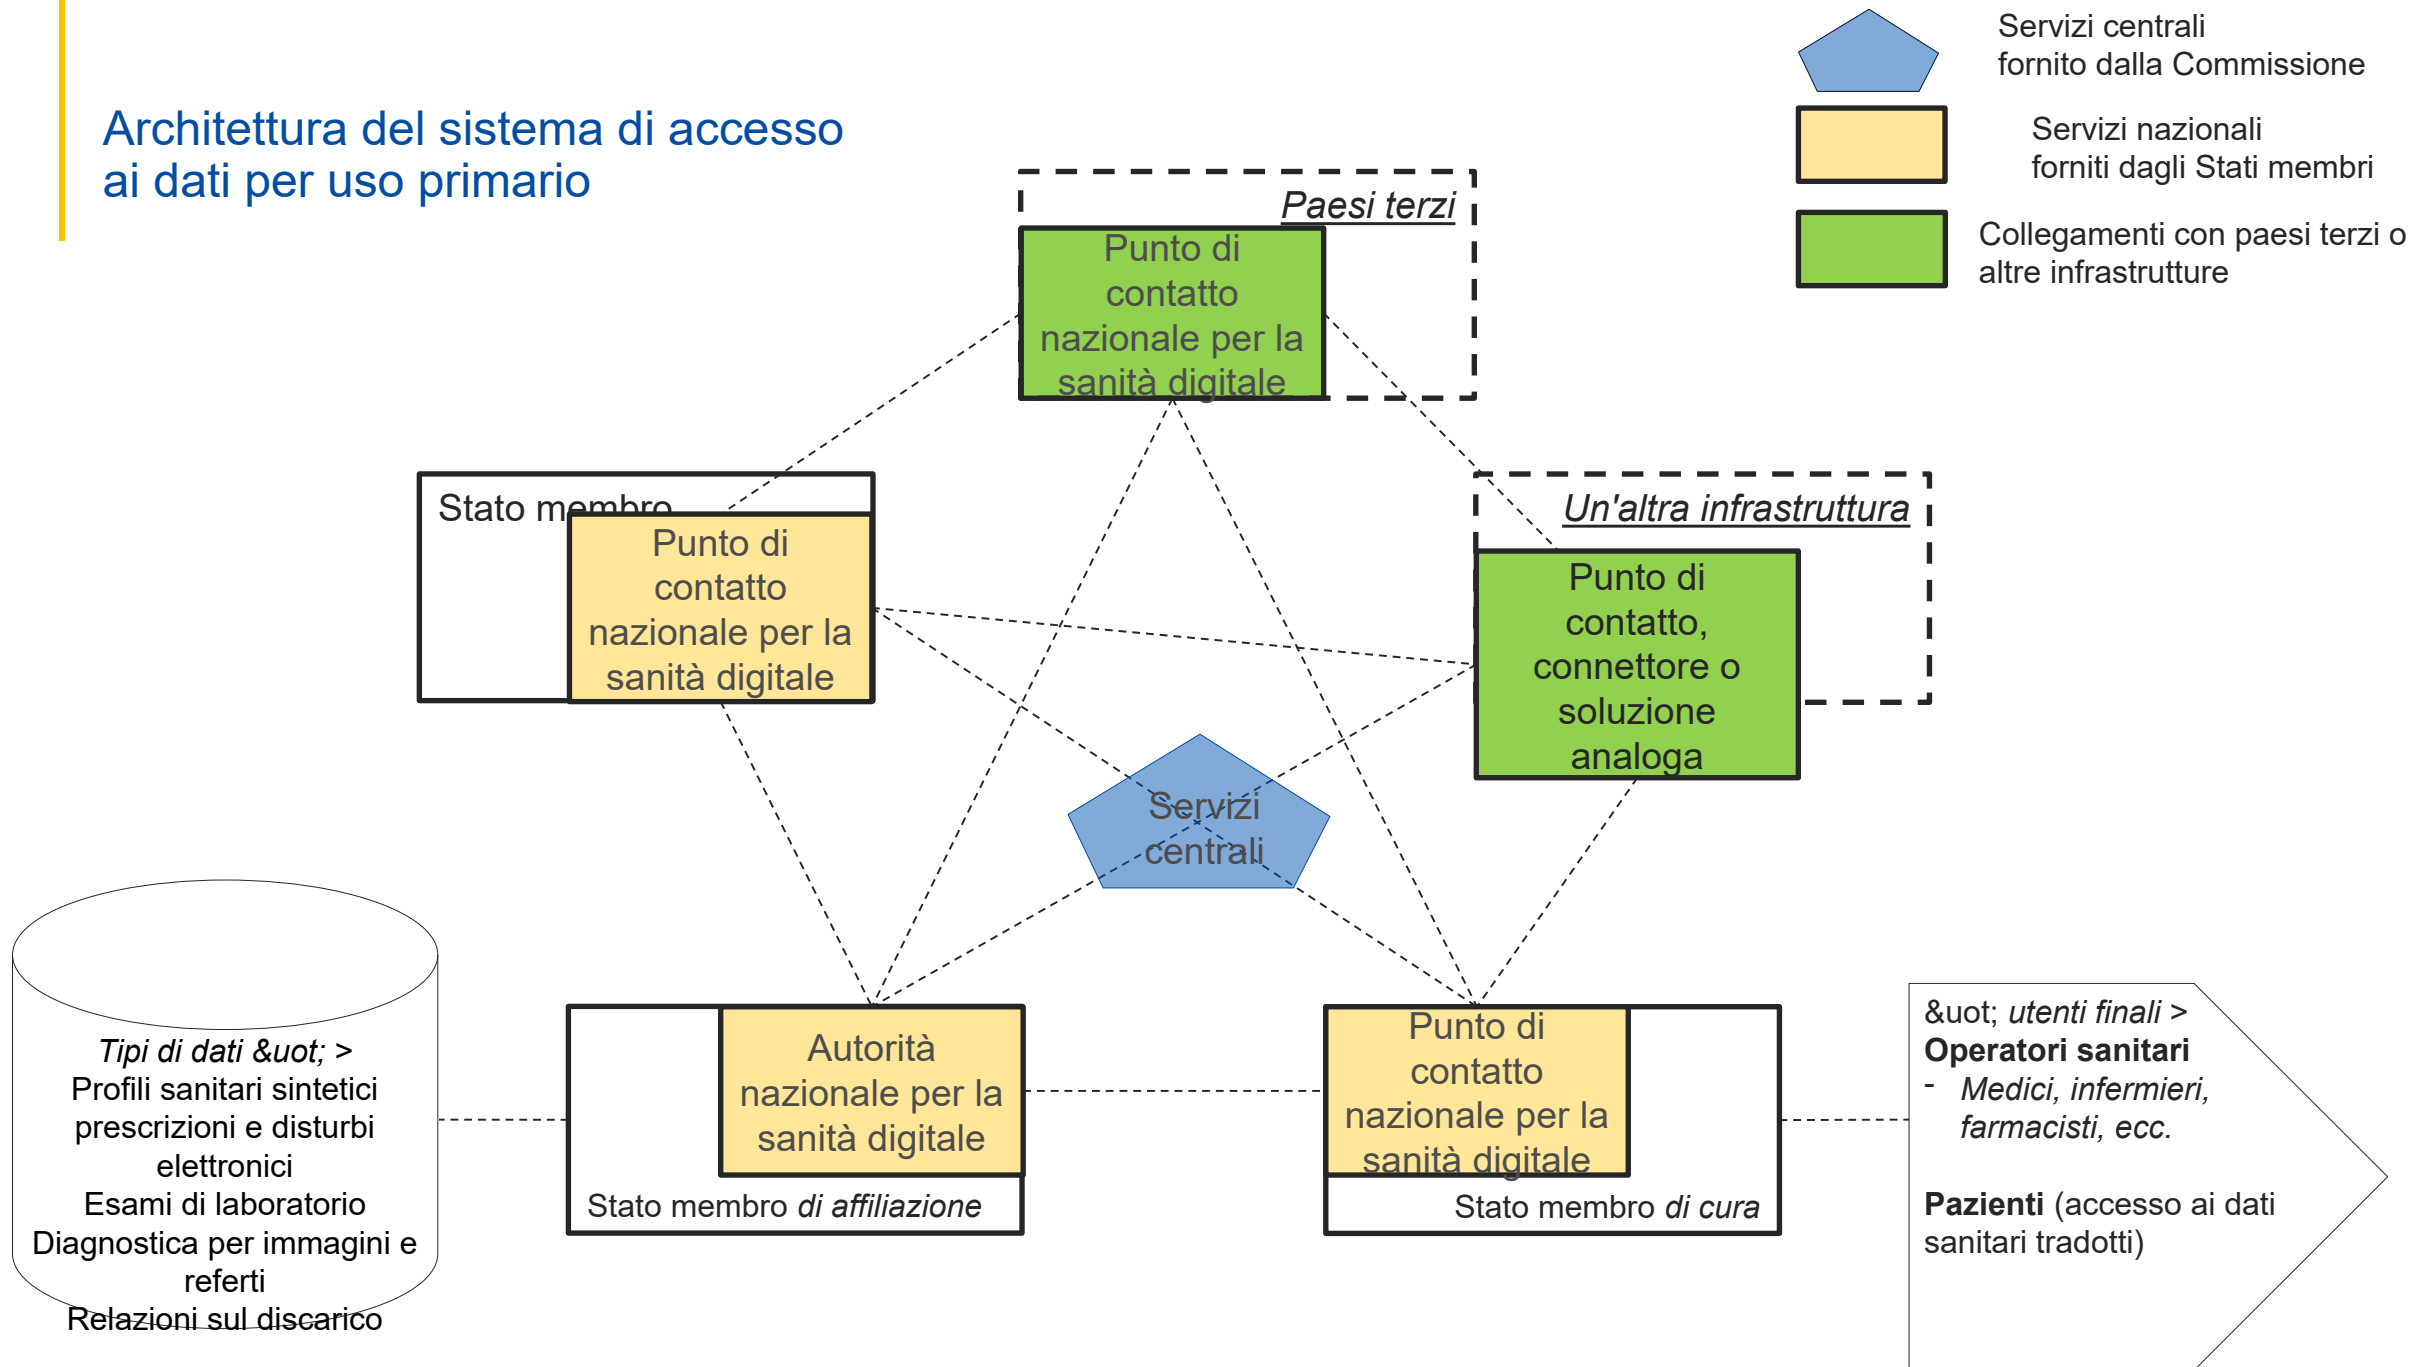 Architettura del sistema di accesso
ai dati per uso primario
Servizi centrali
fornito dalla Commissione
Servizi nazionali
forniti dagli Stati membri
Collegamenti con paesi terzi o
altre infrastrutture
Paesi terzi
Punto di
contatto
nazionale per la
sanità digitale
Stato membro
Punto di
contatto
nazionale per la
sanità digitale
Un'altra infrastruttura
Punto di
contatto,
connettore o
soluzione
analoga
Servizi
centrali
Tipi di dati &uot; >
Profili sanitari sintetici
prescrizioni e disturbi
elettronici
Esami di laboratorio
Diagnostica per immagini e
referti
Relazioni sul discarico
Autorità
nazionale per la
sanità digitale
Stato membro di affiliazione
Punto di
contatto
nazionale per la
sanità digitale
Stato membro di cura
&uot; utenti finali >
Operatori sanitari
- Medici, infermieri,
farmacisti, ecc.
Pazienti (accesso ai dati
sanitari tradotti)